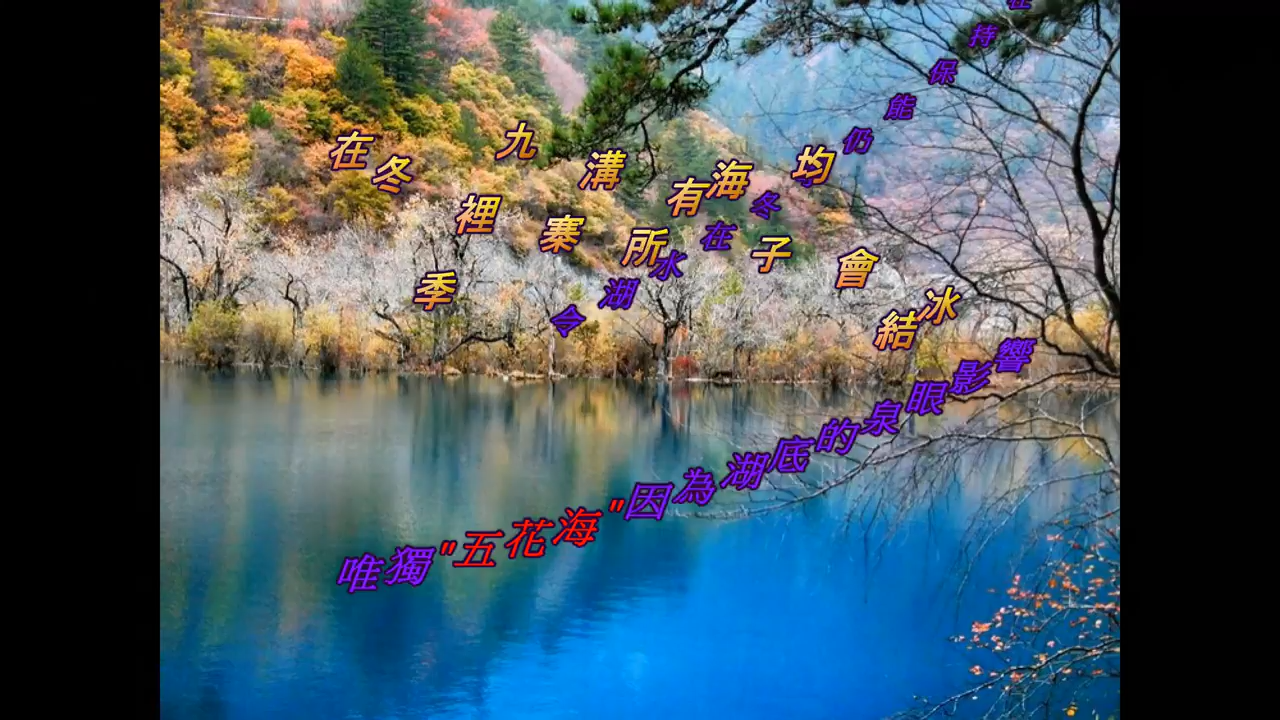 在冬季裡九寨溝所有海子均會結冰
唯獨"五花海"因為湖底的泉眼影響
令湖水在冬
仍能保持在